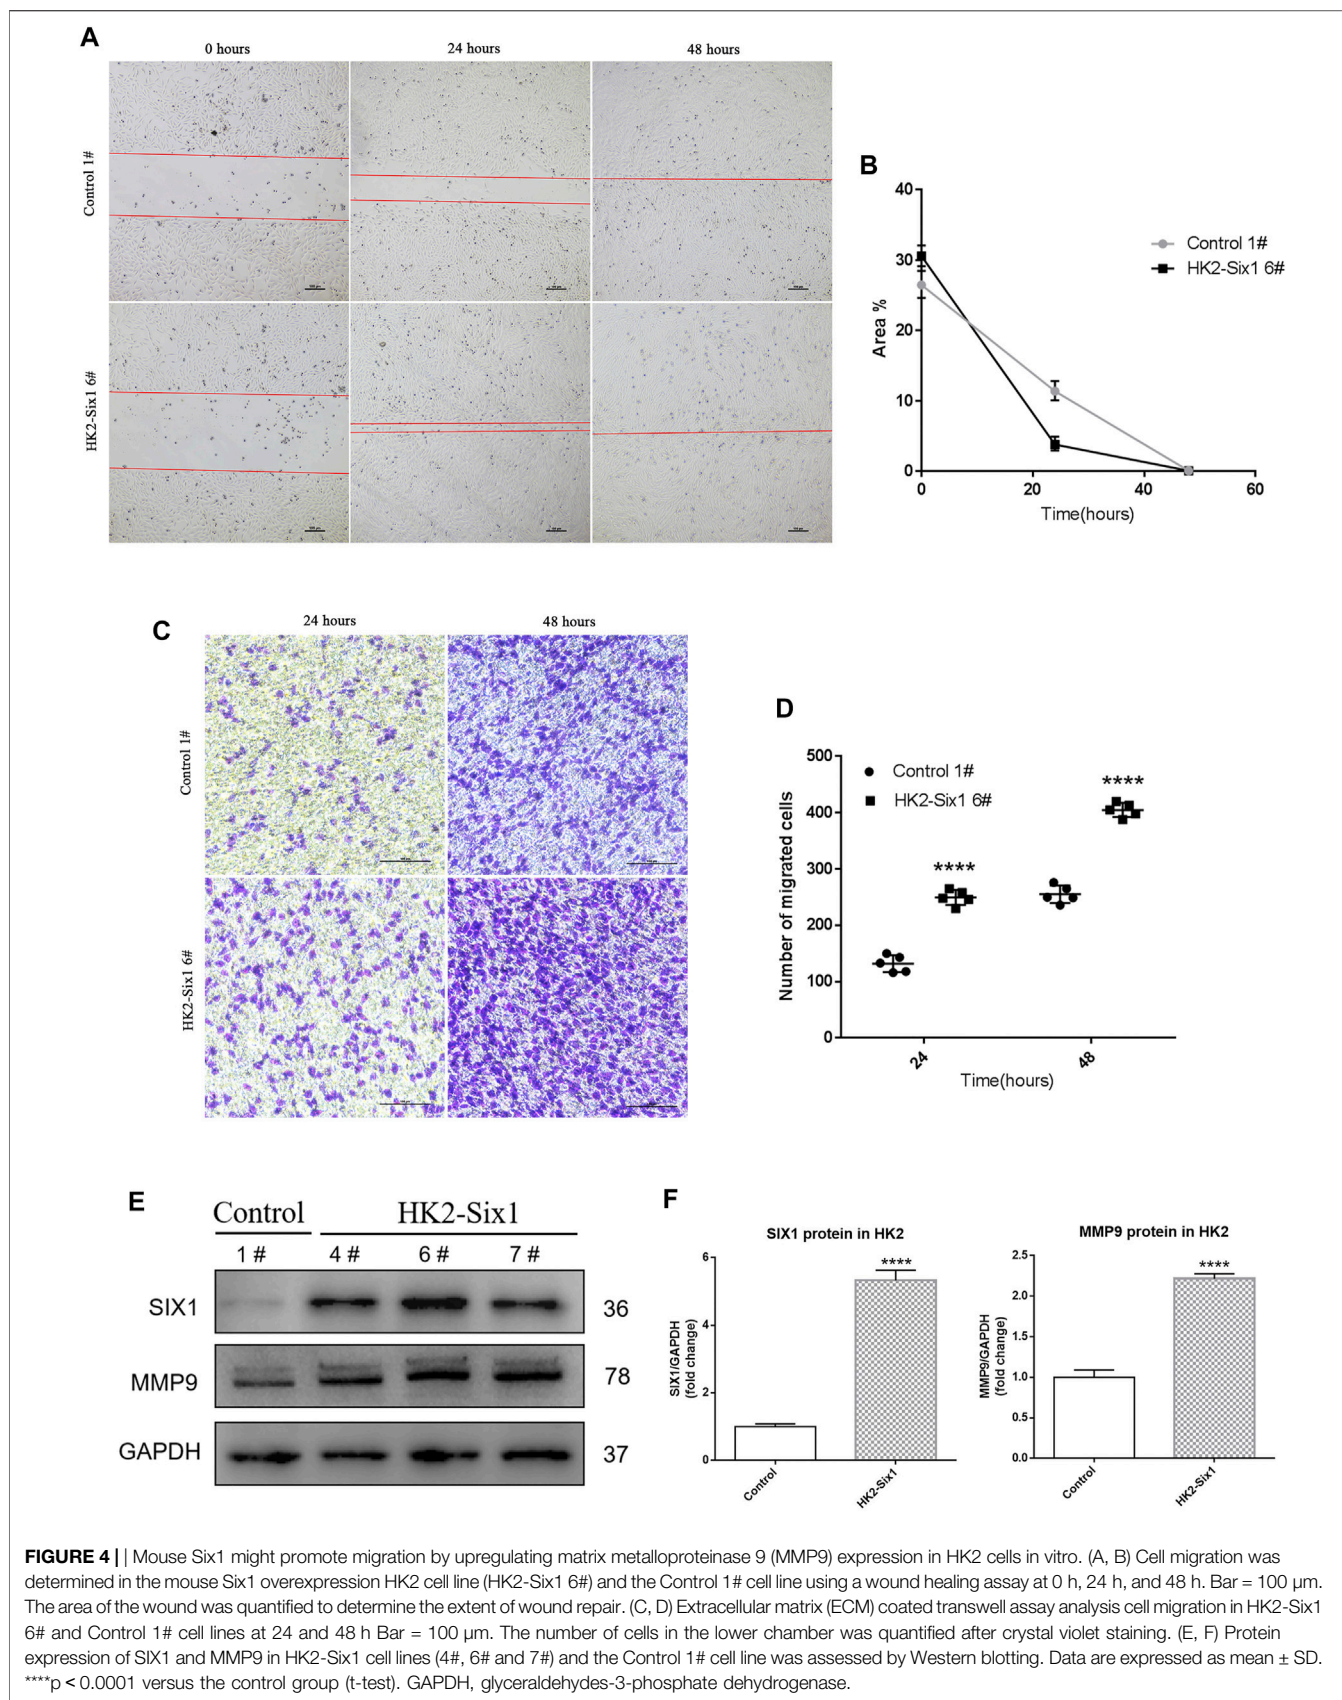 A
0 hours
24 hours
48 hours
Control 1#
HK2-Six1 6#
B
40
30
20
10
0
Area %
0
20
40
60
Time(hours)
Control 1#
HK2-Six1 6#
C
24 hours
48 hours
Control 1#
HK2-Six1 6#
D
500
400
300
200
100
0
Number of migrated cells
Control 1#
HK2-Six1 6#
****
****
24
48
Time(hours)
E
Control
HK2-Six1
1 #
4 #
6 #
7 #
SIX1
36
MMP9
78
GAPDH
37
F
SIX1 protein in HK2
6
4
2
0
SIX1/GAPDH
(fold change)
****
Control
HK2-Six1
MMP9 protein in HK2
2.5
2.0
1.5
1.0
0.5
0.0
MMP9/GAPDH
(fold change)
****
Control
HK2-Six1
FIGURE 4 | | Mouse Six1 might promote migration by upregulating matrix metalloproteinase 9 (MMP9) expression in HK2 cells in vitro. (A, B) Cell migration was
determined in the mouse Six1 overexpression HK2 cell line (HK2-Six1 6#) and the Control 1# cell line using a wound healing assay at 0 h, 24 h, and 48 h. Bar = 100 μm.
The area of the wound was quantified to determine the extent of wound repair. (C, D) Extracellular matrix (ECM) coated transwell assay analysis cell migration in HK2-Six1
6# and Control 1# cell lines at 24 and 48 h Bar = 100 μm. The number of cells in the lower chamber was quantified after crystal violet staining. (E, F) Protein
expression of SIX1 and MMP9 in HK2-Six1 cell lines (4#, 6# and 7#) and the Control 1# cell line was assessed by Western blotting. Data are expressed as mean ± SD.
****p < 0.0001 versus the control group (t-test). GAPDH, glyceraldehydes-3-phosphate dehydrogenase.